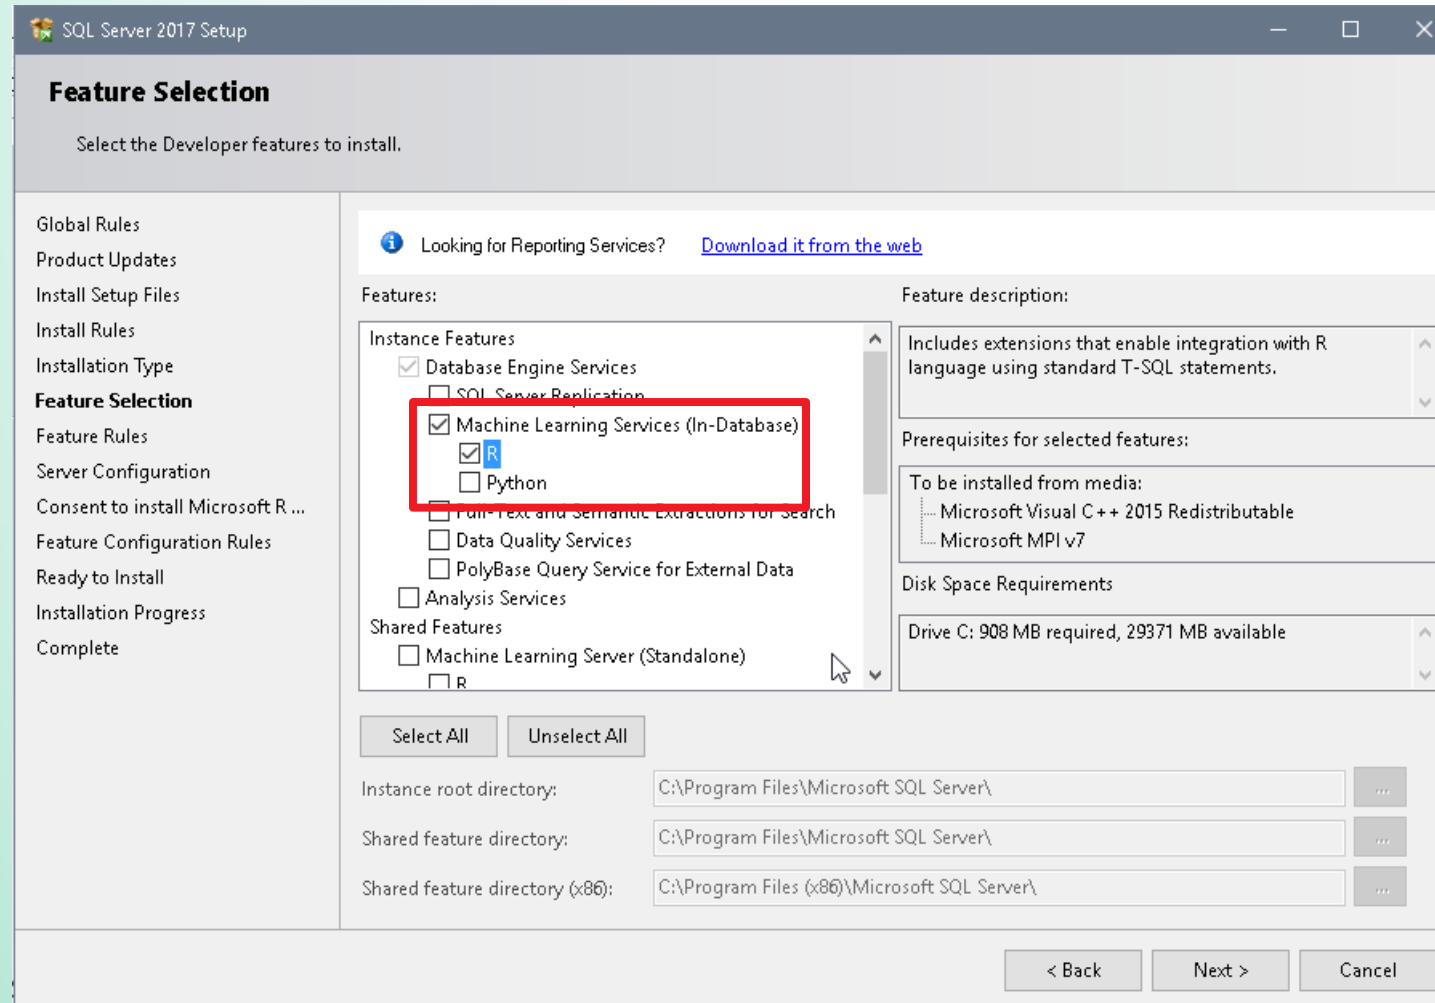 SQL Server 2017 Setup
Feature Selection
Select the Developer features to install.
Global Rules
Product Updates
Install Setup Files
Install Rules
Installation Type
Feature Selection
Feature Rules
Server Configuration
Consent to install Microsoft R ...
Feature Configuration Rules
Ready to Install
Installation Progress
Complete
Looking for Reporting Services? Download it from the web
Features:
Instance Features
Database Engine Services
SQL Server Replication
Machine Learning Services (In-Database)
R
Python
Full-Text and Semantic Extractions for Search
Data Quality Services
PolyBase Query Service for External Data
Analysis Services
Shared Features
Machine Learning Server (Standalone)
R
Feature description:
Includes extensions that enable integration with R
language using standard T-SQL statements.
Prerequisites for selected features:
To be installed from media:
Microsoft Visual C++ 2015 Redistributable
Microsoft MPI v7
Disk Space Requirements
Drive C: 908 MB required, 29371 MB available
Select All
Unselect All
Instance root directory: C:\Program Files\Microsoft SQL Server\ ...
Shared feature directory: C:\Program Files\Microsoft SQL Server\ ...
Shared feature directory (x86): C:\Program Files (x86)\Microsoft SQL Server\ ...
< Back
Next >
Cancel